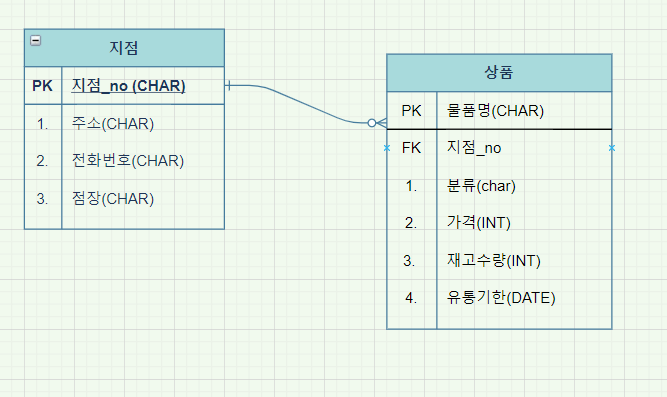 지점
PK 지점_no (CHAR)
1. 주소(CHAR)
2. 전화번호(CHAR)
3. 점장(CHAR)
상품
PK 물품명(CHAR)
FK 지점_no
1. 분류(char)
2. 가격(INT)
3. 재고수량(INT)
4. 유통기한(DATE)